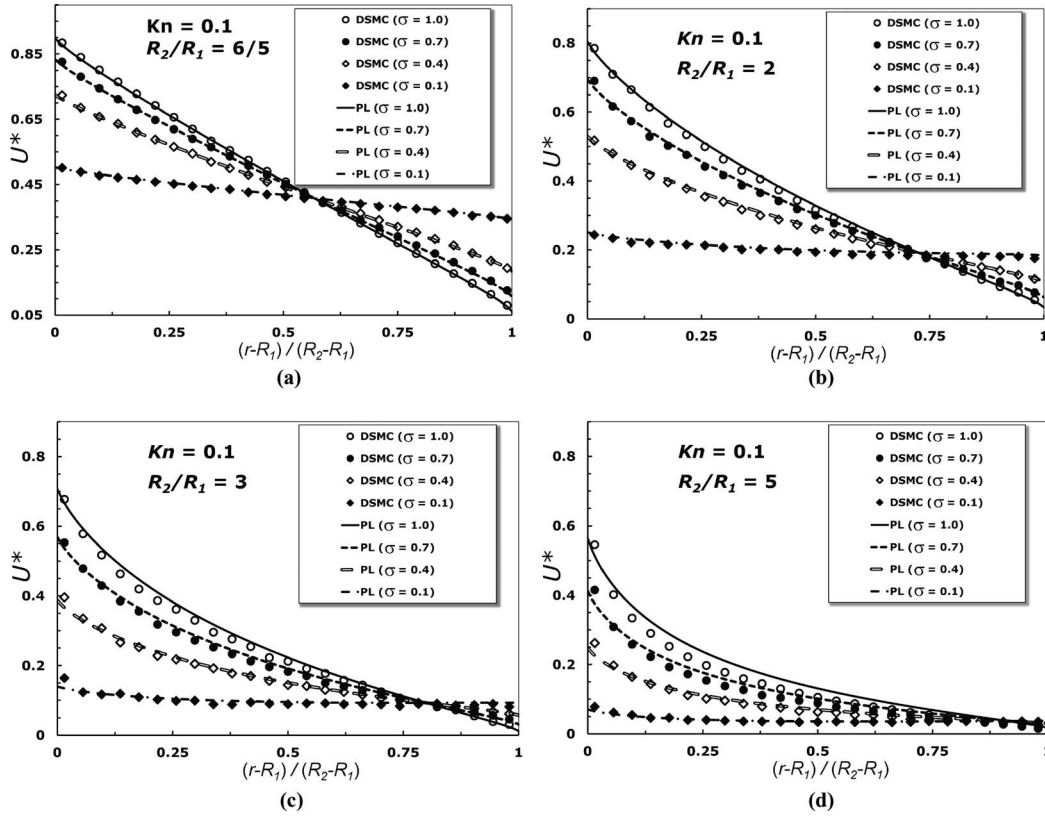 Kn = 0.1
R₂/R₁ = 6/5
DSMC (σ = 1.0)
DSMC (σ = 0.7)
DSMC (σ = 0.4)
DSMC (σ = 0.1)
PL (σ = 1.0)
PL (σ = 0.7)
PL (σ = 0.4)
PL (σ = 0.1)
U*
0.85
0.65
0.45
0.25
0.05
0
0.25
0.5
0.75
1
(r-R₁) / (R₂-R₁)
(a)
Kn = 0.1
R₂/R₁ = 2
DSMC (σ = 1.0)
DSMC (σ = 0.7)
DSMC (σ = 0.4)
DSMC (σ = 0.1)
PL (σ = 1.0)
PL (σ = 0.7)
PL (σ = 0.4)
PL (σ = 0.1)
U*
0.8
0.6
0.4
0.2
0
0
0.25
0.5
0.75
1
(r-R₁) / (R₂-R₁)
(b)
Kn = 0.1
R₂/R₁ = 3
DSMC (σ = 1.0)
DSMC (σ = 0.7)
DSMC (σ = 0.4)
DSMC (σ = 0.1)
PL (σ = 1.0)
PL (σ = 0.7)
PL (σ = 0.4)
PL (σ = 0.1)
U*
0.8
0.6
0.4
0.2
0
0
0.25
0.5
0.75
1
(r-R₁) / (R₂-R₁)
(c)
Kn = 0.1
R₂/R₁ = 5
DSMC (σ = 1.0)
DSMC (σ = 0.7)
DSMC (σ = 0.4)
DSMC (σ = 0.1)
PL (σ = 1.0)
PL (σ = 0.7)
PL (σ = 0.4)
PL (σ = 0.1)
U*
0.8
0.6
0.4
0.2
0
0
0.25
0.5
0.75
1
(r-R₁) / (R₂-R₁)
(d)